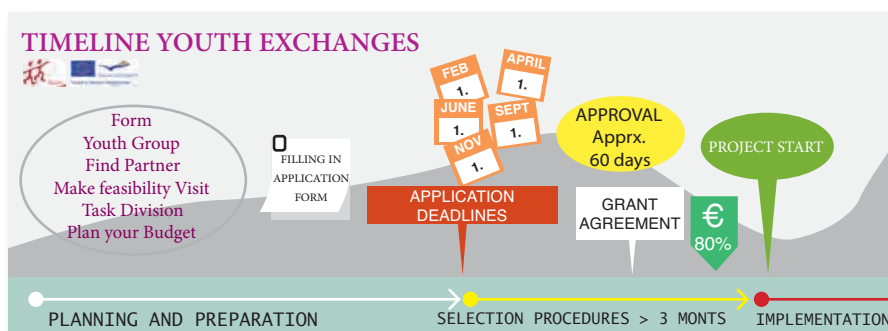 TIMELINE YOUTH EXCHANGES
Form
Youth Group
Find Partner
Make feasibility Visit
Task Division
Plan your Budget
FILLING IN
APPLICATION
FORM
FEB
1.
APRIL
1.
JUNE
1.
SEPT
1.
NOV
1.
APPLICATION
DEADLINES
APPROVAL
Apprx.
60 days
GRANT
AGREEMENT
€
80%
PROJECT START
PLANNING AND PREPARATION
SELECTION PROCEDURES > 3 MONTS
IMPLEMENTATION